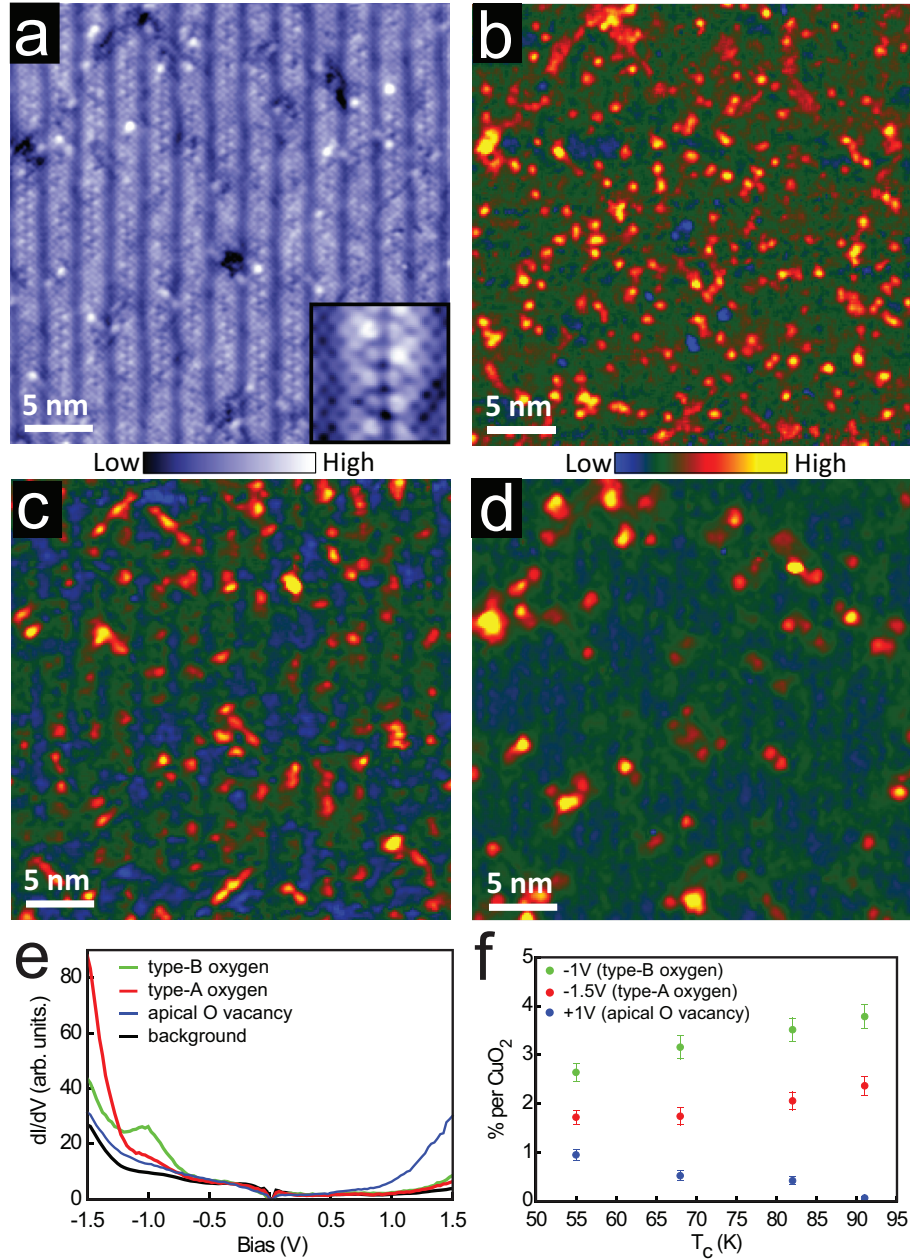 a
b
5 nm
5 nm
Low High
Low High
c
d
5 nm
5 nm
e
type-B oxygen
type-A oxygen
apical O vacancy
background
dI/dV (arb. units.)
80
60
40
20
0
-1.5 -1.0 -0.5 0.0 0.5 1.0 1.5
Bias (V)
f
-1V (type-B oxygen)
-1.5V (type-A oxygen)
+1V (apical O vacancy)
% per CuO₂
5
4
3
2
1
0
50 55 60 65 70 75 80 85 90 95
T_c (K)